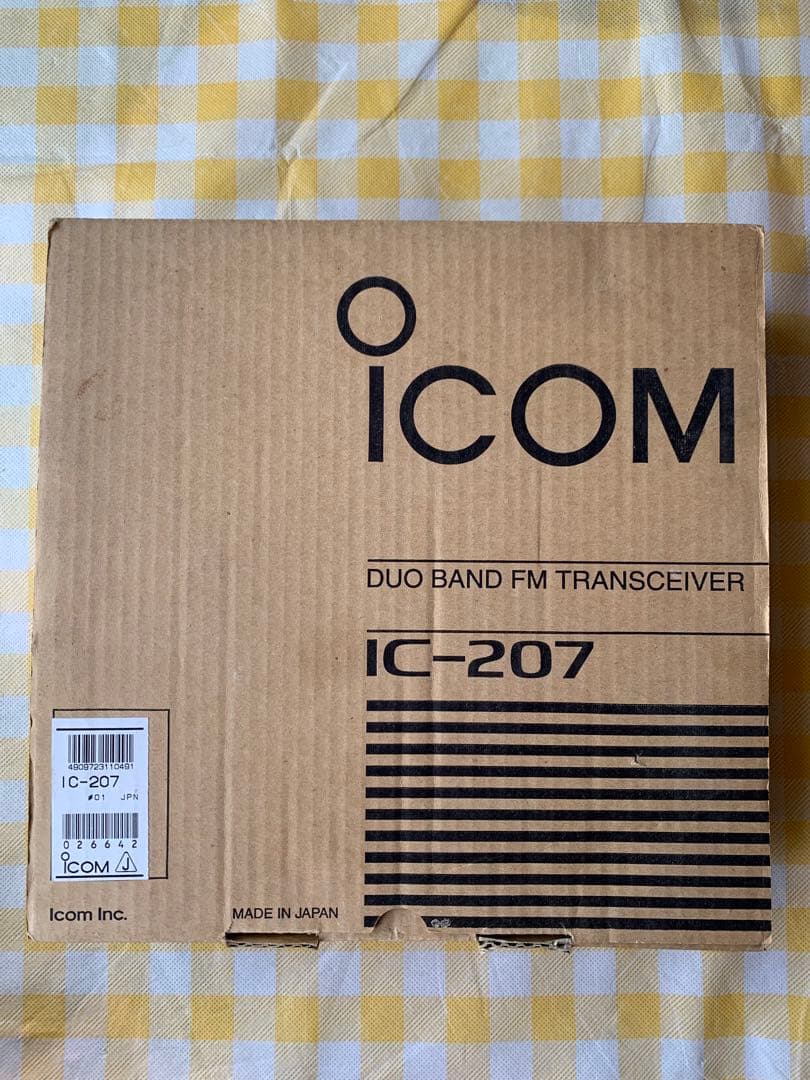 ICOM
DUO BAND FM TRANSCEIVER
IC-207
4909723110491
IC-207
#01 JPN
026642
ICOM J
Icom Inc.
MADE IN JAPAN